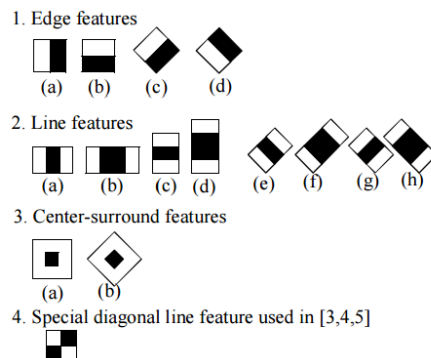 1. Edge features
(a) (b) (c) (d)
2. Line features
(a) (b) (c) (d) (e) (f) (g) (h)
3. Center-surround features
(a) (b)
4. Special diagonal line feature used in [3,4,5]